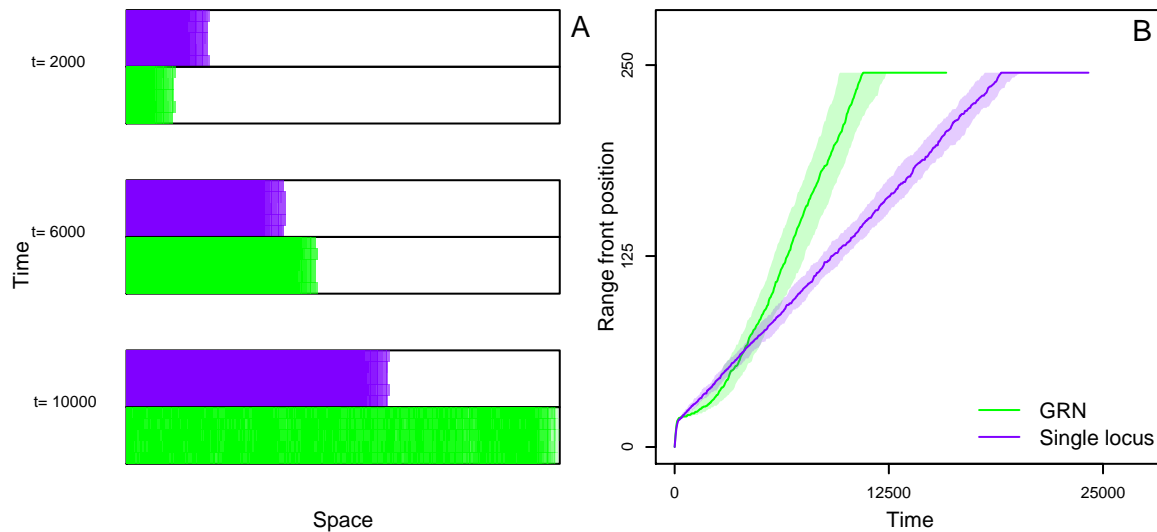 A
t= 2000
t= 6000
t= 10000
Time
Space
B
250
125
0
Range front position
GRN
Single locus
0 12500 25000
Time